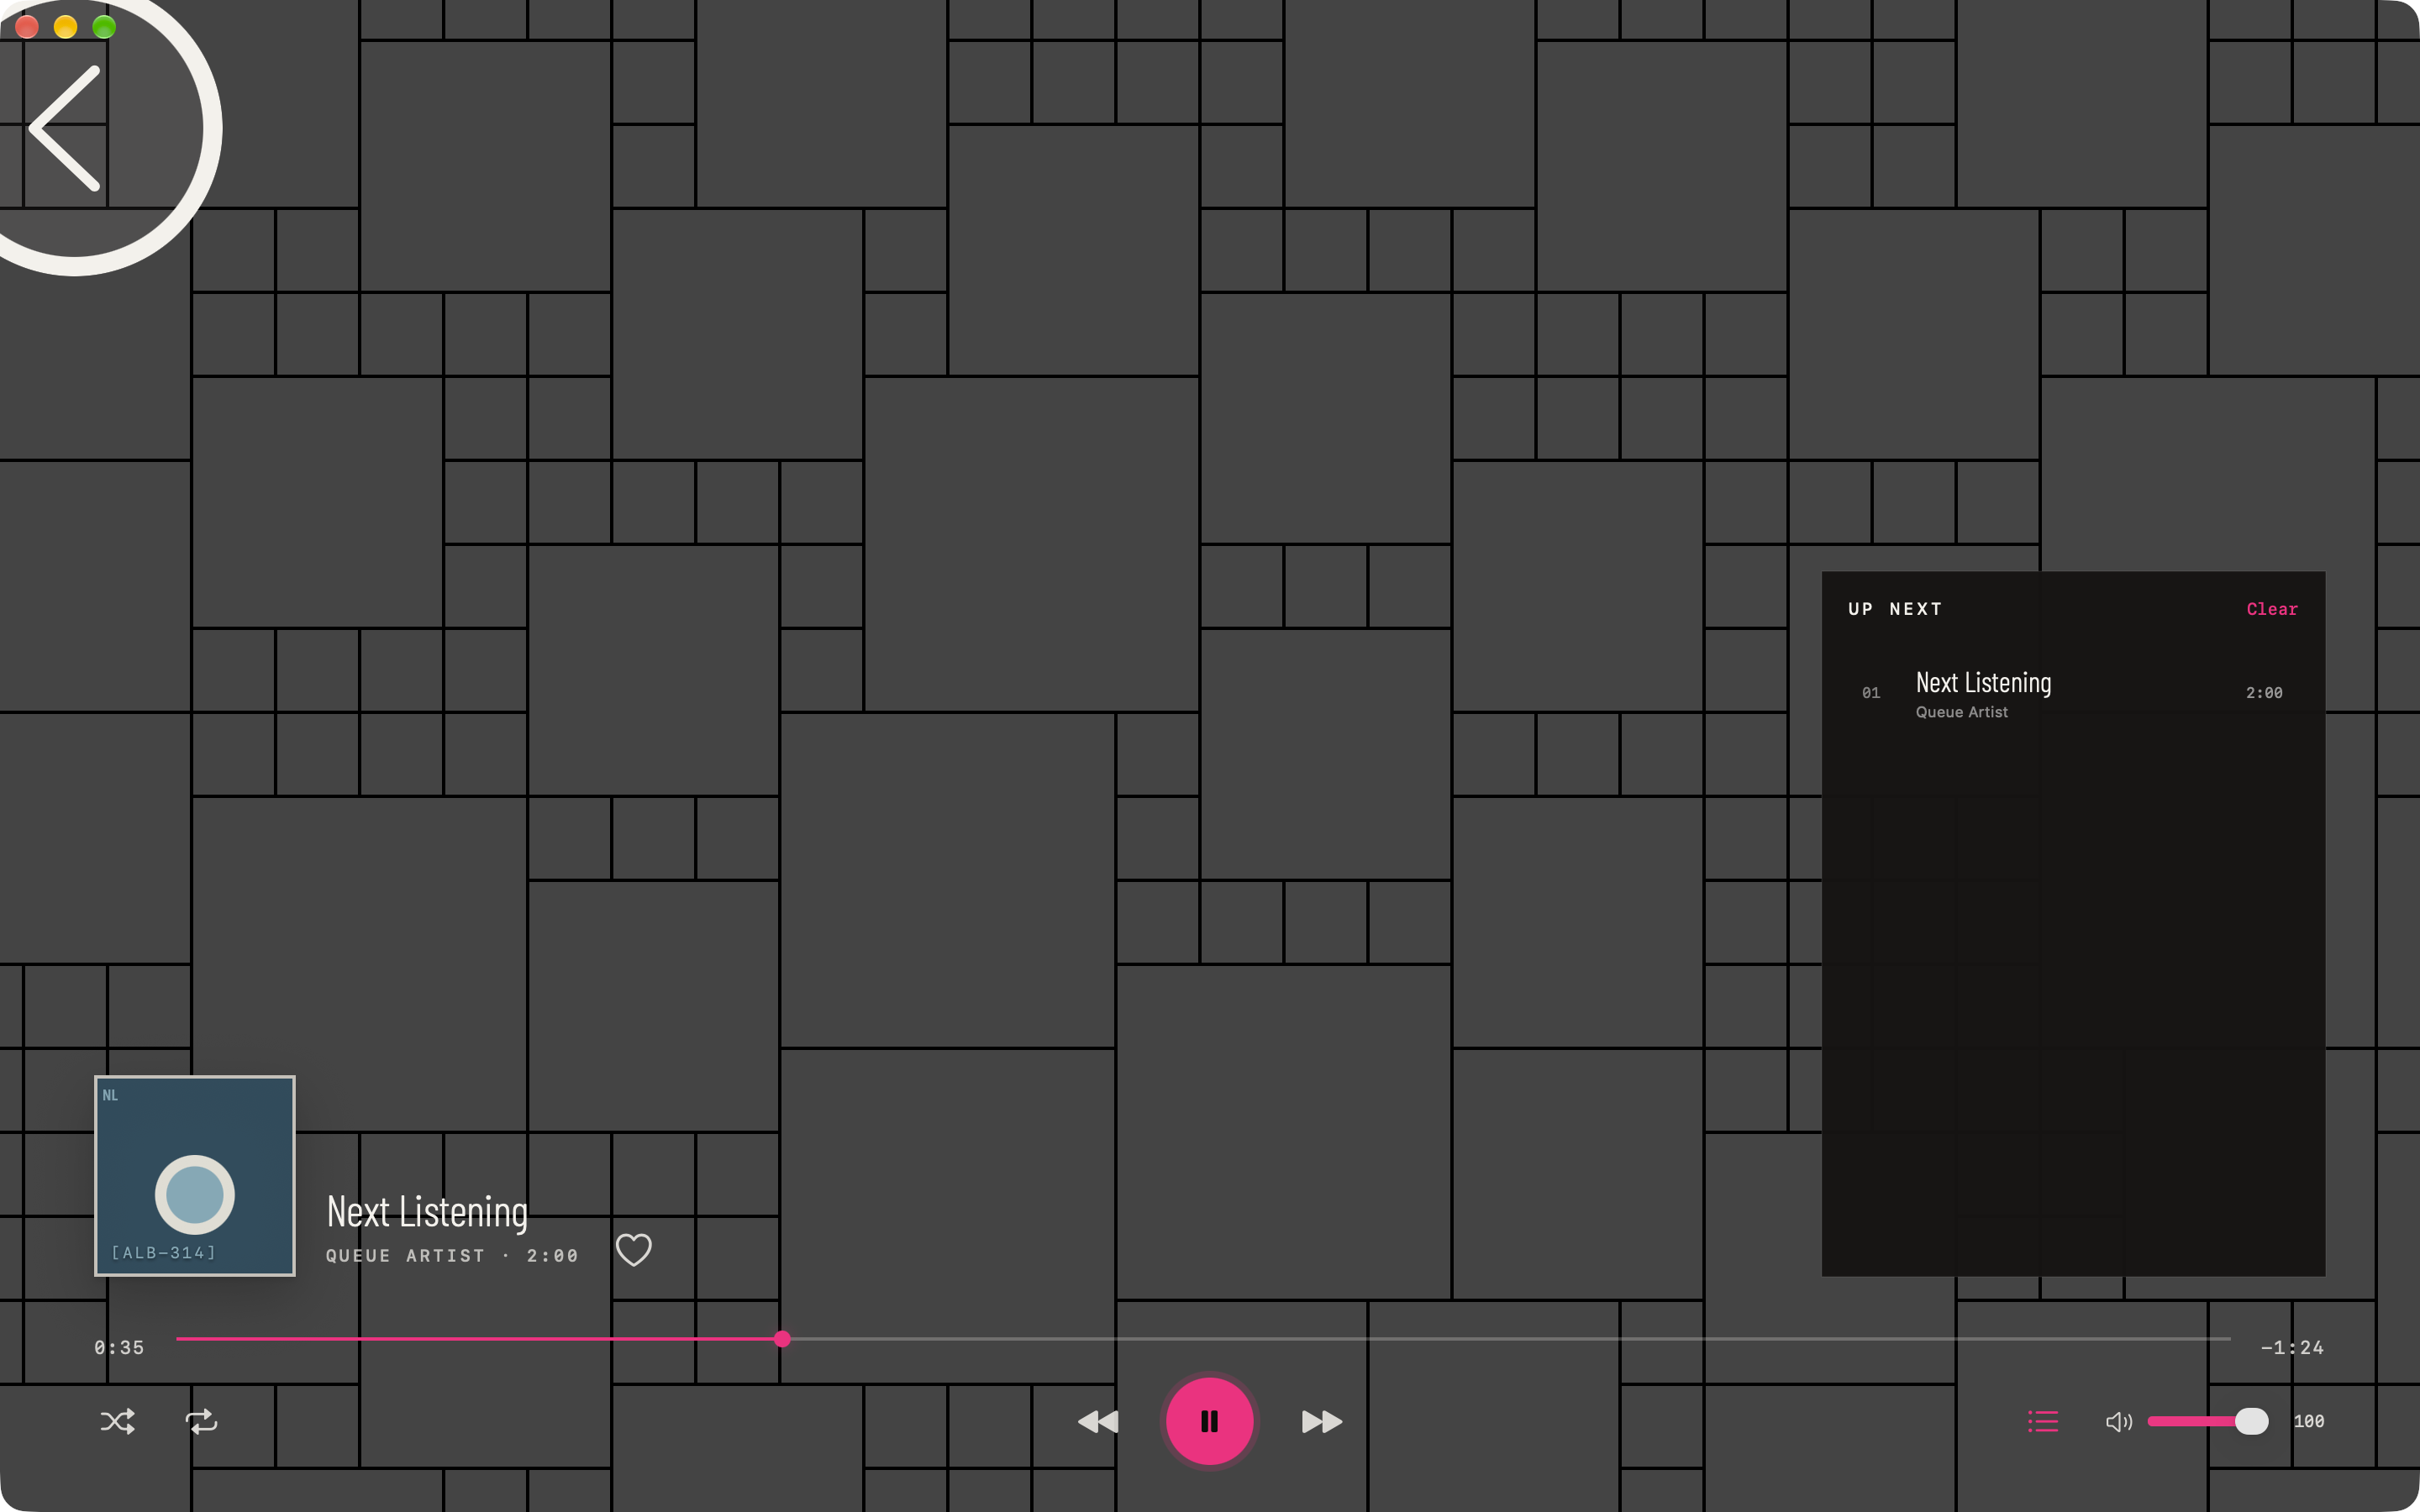 UP NEXT
Clear
01
Next Listening
2:00
Queue Artist
NL
[ALB—314]
Next Listening
QUEUE ARTIST · 2:00
0:35
—1:24
100